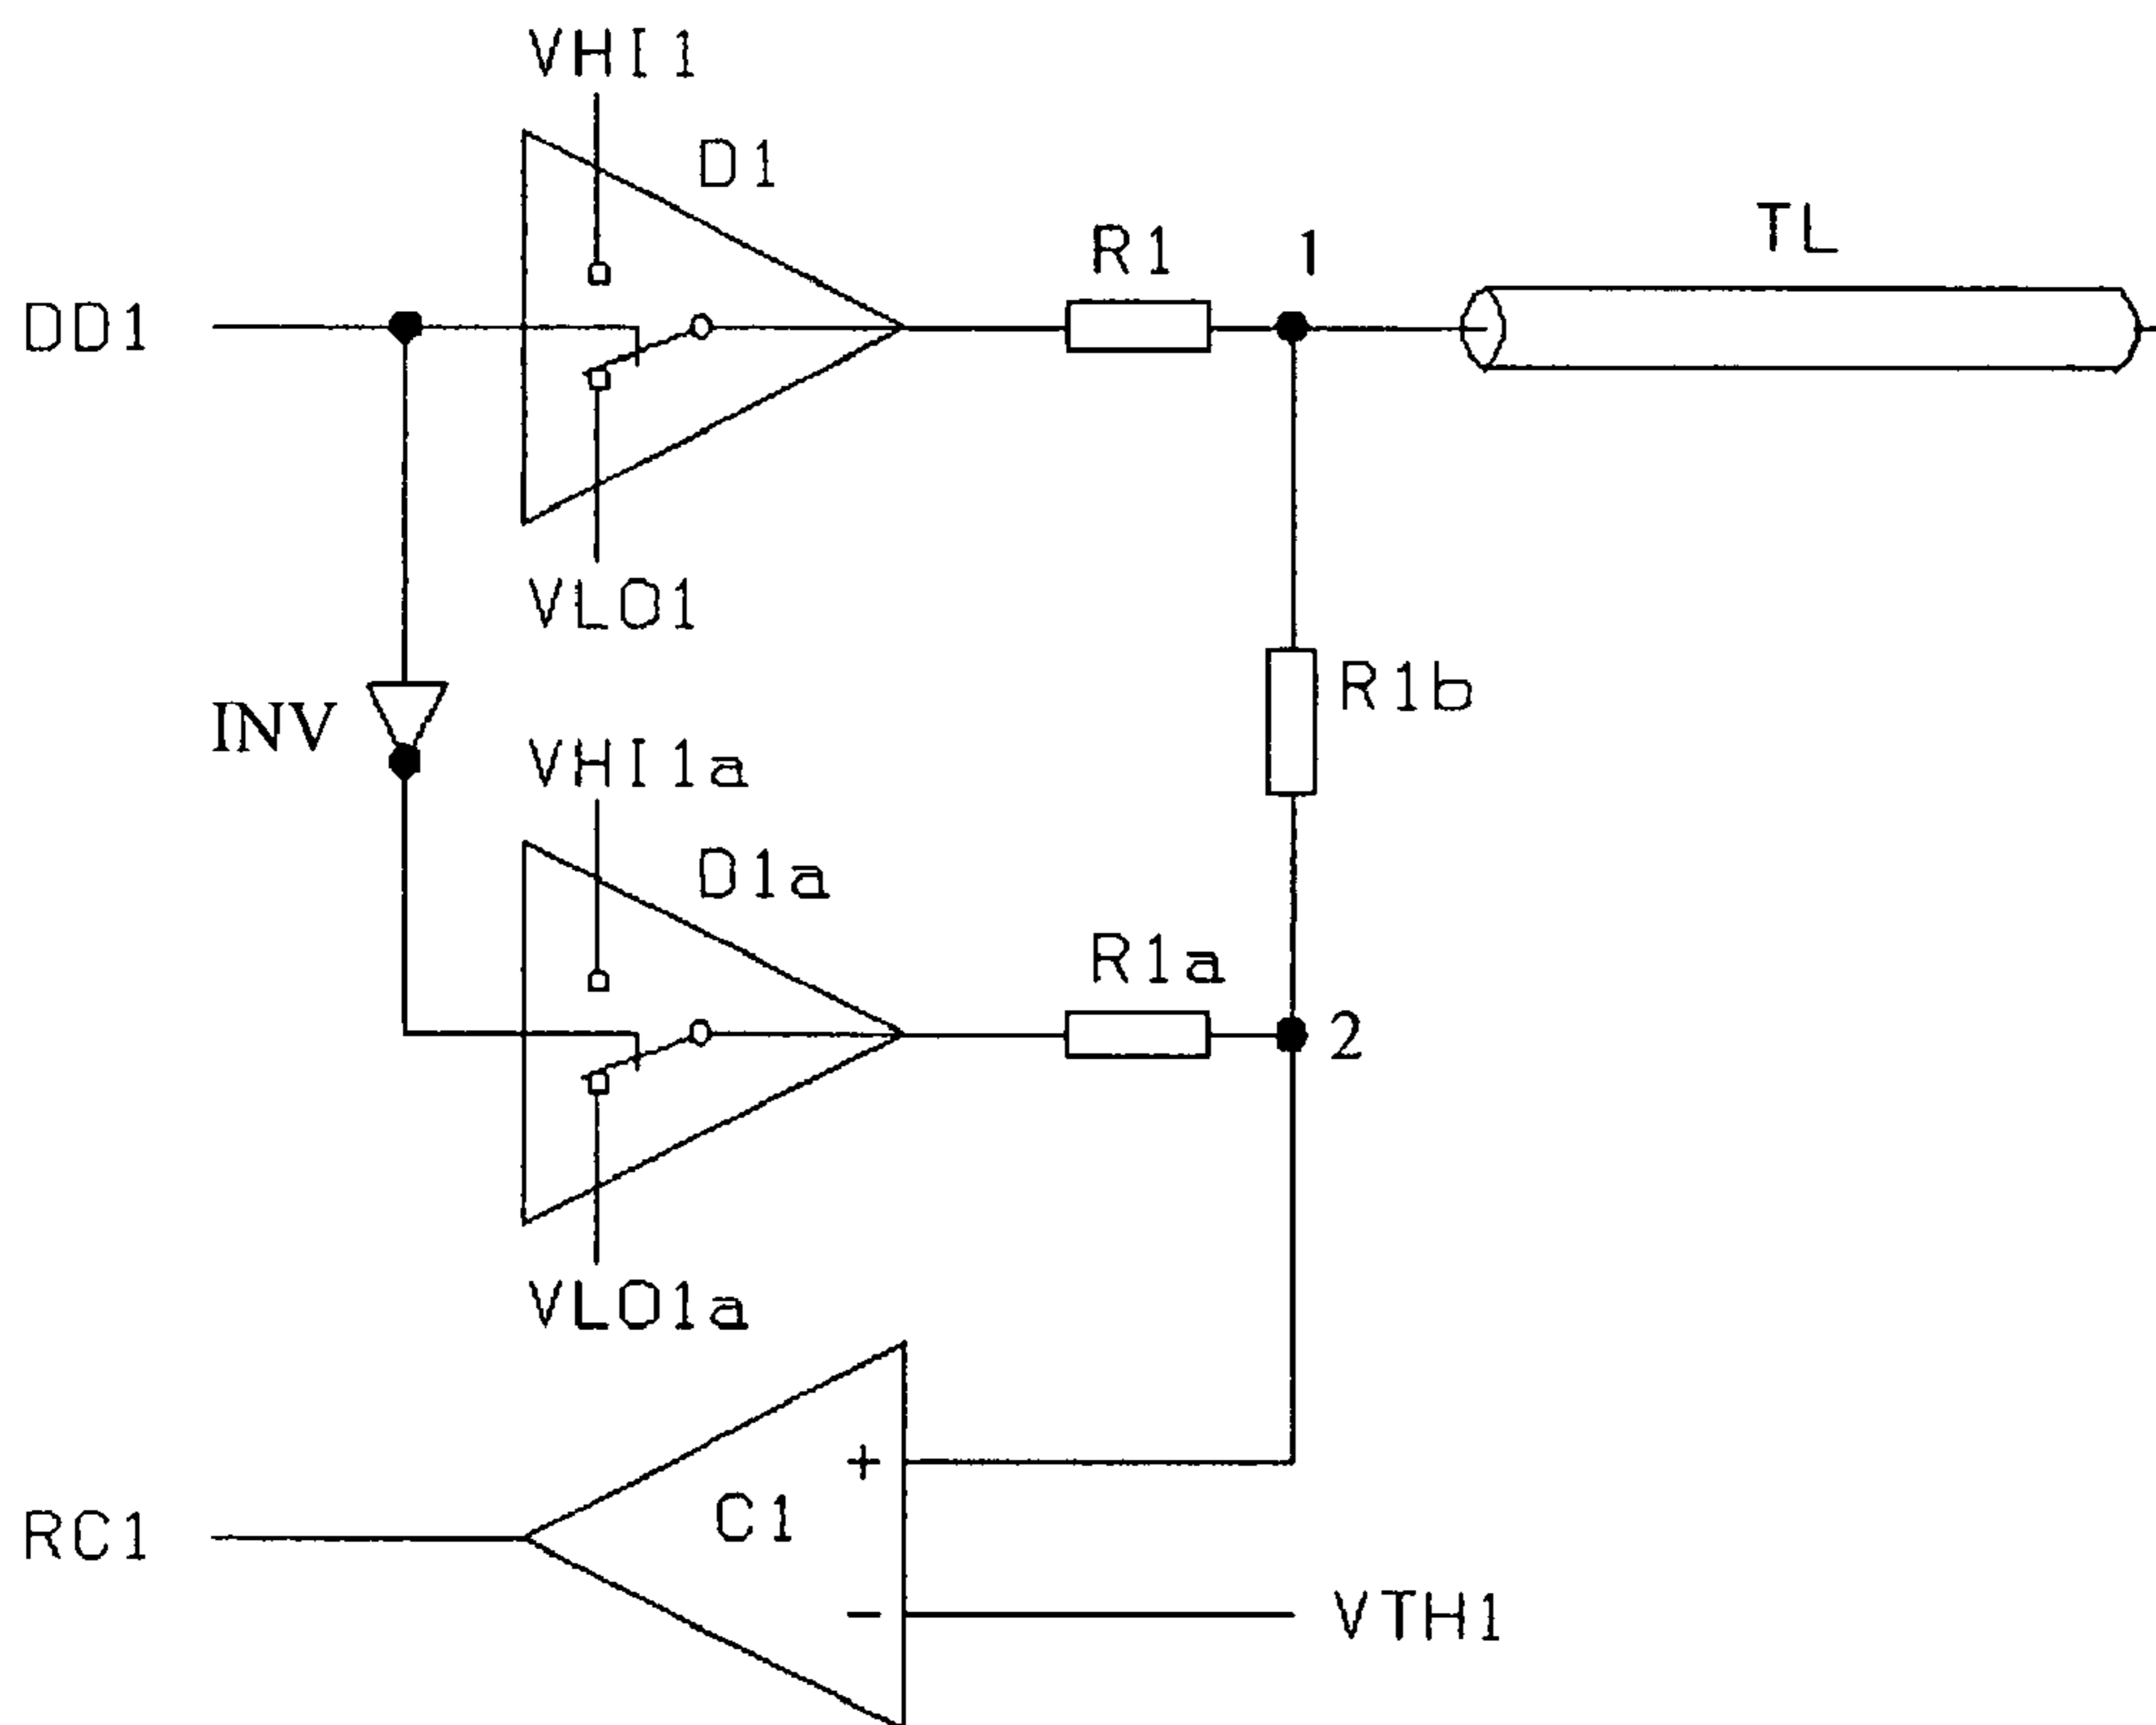 VHI1
D1
R1
1
TL
DD1
VLO1
R1b
INV
VHI1a
D1a
R1a
2
VLO1a
+
C1
RC1
−
VTH1